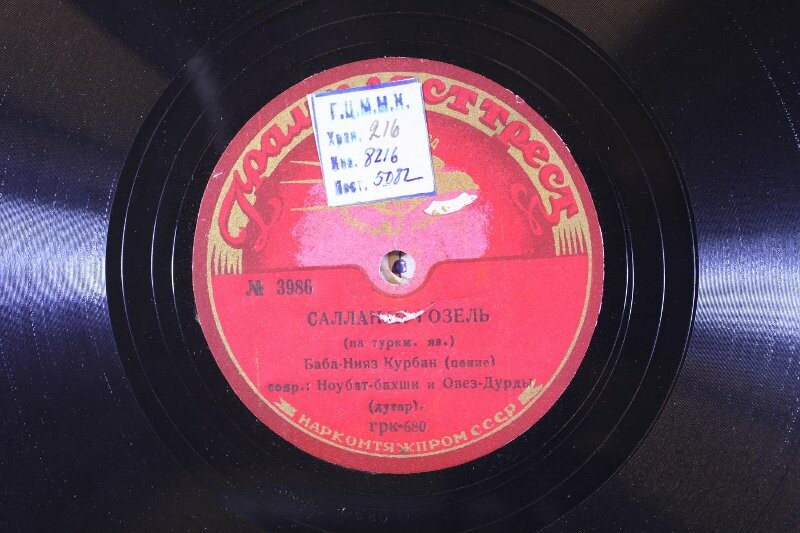 Г.Ц.М.М.К.
Хран. 216
Инв. 8216
Пост. 5082
Грампласттрест
№ 3986
ГОЗЕЛЬ
(на туркм. яз.)
Баба-Нияз Курбан (пение)
сопр.: Ноубат-бахши и Овез-Дурды
(дутар).
грк-680
НАРКОМТЯЖПРОМ СССР